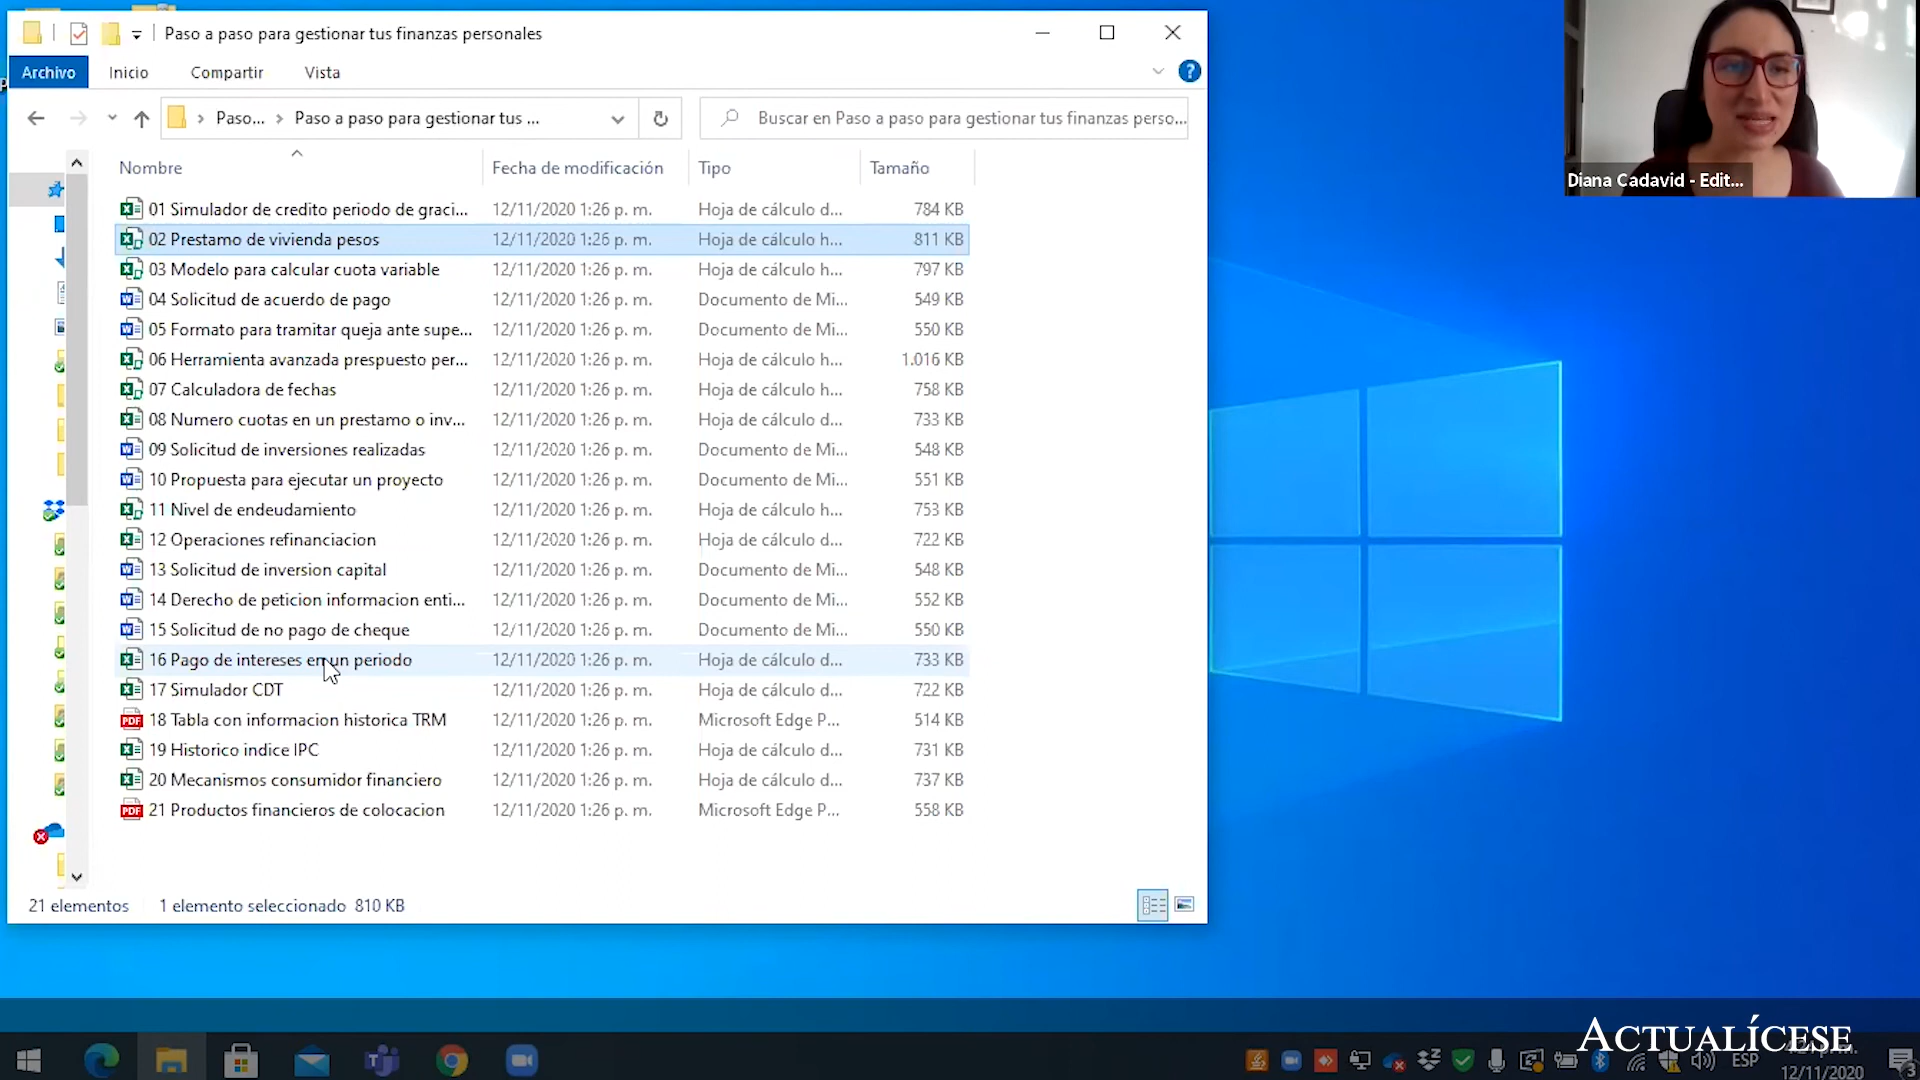 Paso a paso para gestionar tus finanzas personales
Archivo Inicio Compartir Vista
Paso... Paso a paso para gestionar tus ... Buscar en Paso a paso para gestionar tus finanzas perso...
Nombre Fecha de modificación Tipo Tamaño
01 Simulador de credito periodo de graci... 12/11/2020 1:26 p. m. Hoja de cálculo d... 784 KB
02 Prestamo de vivienda pesos 12/11/2020 1:26 p. m. Hoja de cálculo h... 811 KB
03 Modelo para calcular cuota variable 12/11/2020 1:26 p. m. Hoja de cálculo h... 797 KB
04 Solicitud de acuerdo de pago 12/11/2020 1:26 p. m. Documento de Mi... 549 KB
05 Formato para tramitar queja ante supe... 12/11/2020 1:26 p. m. Documento de Mi... 550 KB
06 Herramienta avanzada prespuesto per... 12/11/2020 1:26 p. m. Hoja de cálculo h... 1.016 KB
07 Calculadora de fechas 12/11/2020 1:26 p. m. Hoja de cálculo h... 758 KB
08 Numero cuotas en un prestamo o inv... 12/11/2020 1:26 p. m. Hoja de cálculo d... 733 KB
09 Solicitud de inversiones realizadas 12/11/2020 1:26 p. m. Documento de Mi... 548 KB
10 Propuesta para ejecutar un proyecto 12/11/2020 1:26 p. m. Documento de Mi... 551 KB
11 Nivel de endeudamiento 12/11/2020 1:26 p. m. Hoja de cálculo h... 753 KB
12 Operaciones refinanciacion 12/11/2020 1:26 p. m. Hoja de cálculo d... 722 KB
13 Solicitud de inversion capital 12/11/2020 1:26 p. m. Documento de Mi... 548 KB
14 Derecho de peticion informacion enti... 12/11/2020 1:26 p. m. Documento de Mi... 552 KB
15 Solicitud de no pago de cheque 12/11/2020 1:26 p. m. Documento de Mi... 550 KB
16 Pago de intereses en un periodo 12/11/2020 1:26 p. m. Hoja de cálculo d... 733 KB
17 Simulador CDT 12/11/2020 1:26 p. m. Hoja de cálculo d... 722 KB
18 Tabla con informacion historica TRM 12/11/2020 1:26 p. m. Microsoft Edge P... 514 KB
19 Historico indice IPC 12/11/2020 1:26 p. m. Hoja de cálculo d... 731 KB
20 Mecanismos consumidor financiero 12/11/2020 1:26 p. m. Hoja de cálculo d... 737 KB
21 Productos financieros de colocacion 12/11/2020 1:26 p. m. Microsoft Edge P... 558 KB
21 elementos 1 elemento seleccionado 810 KB
Diana Cadavid - Edit...
ACTUALÍCESE
ESP
12/11/2020
3